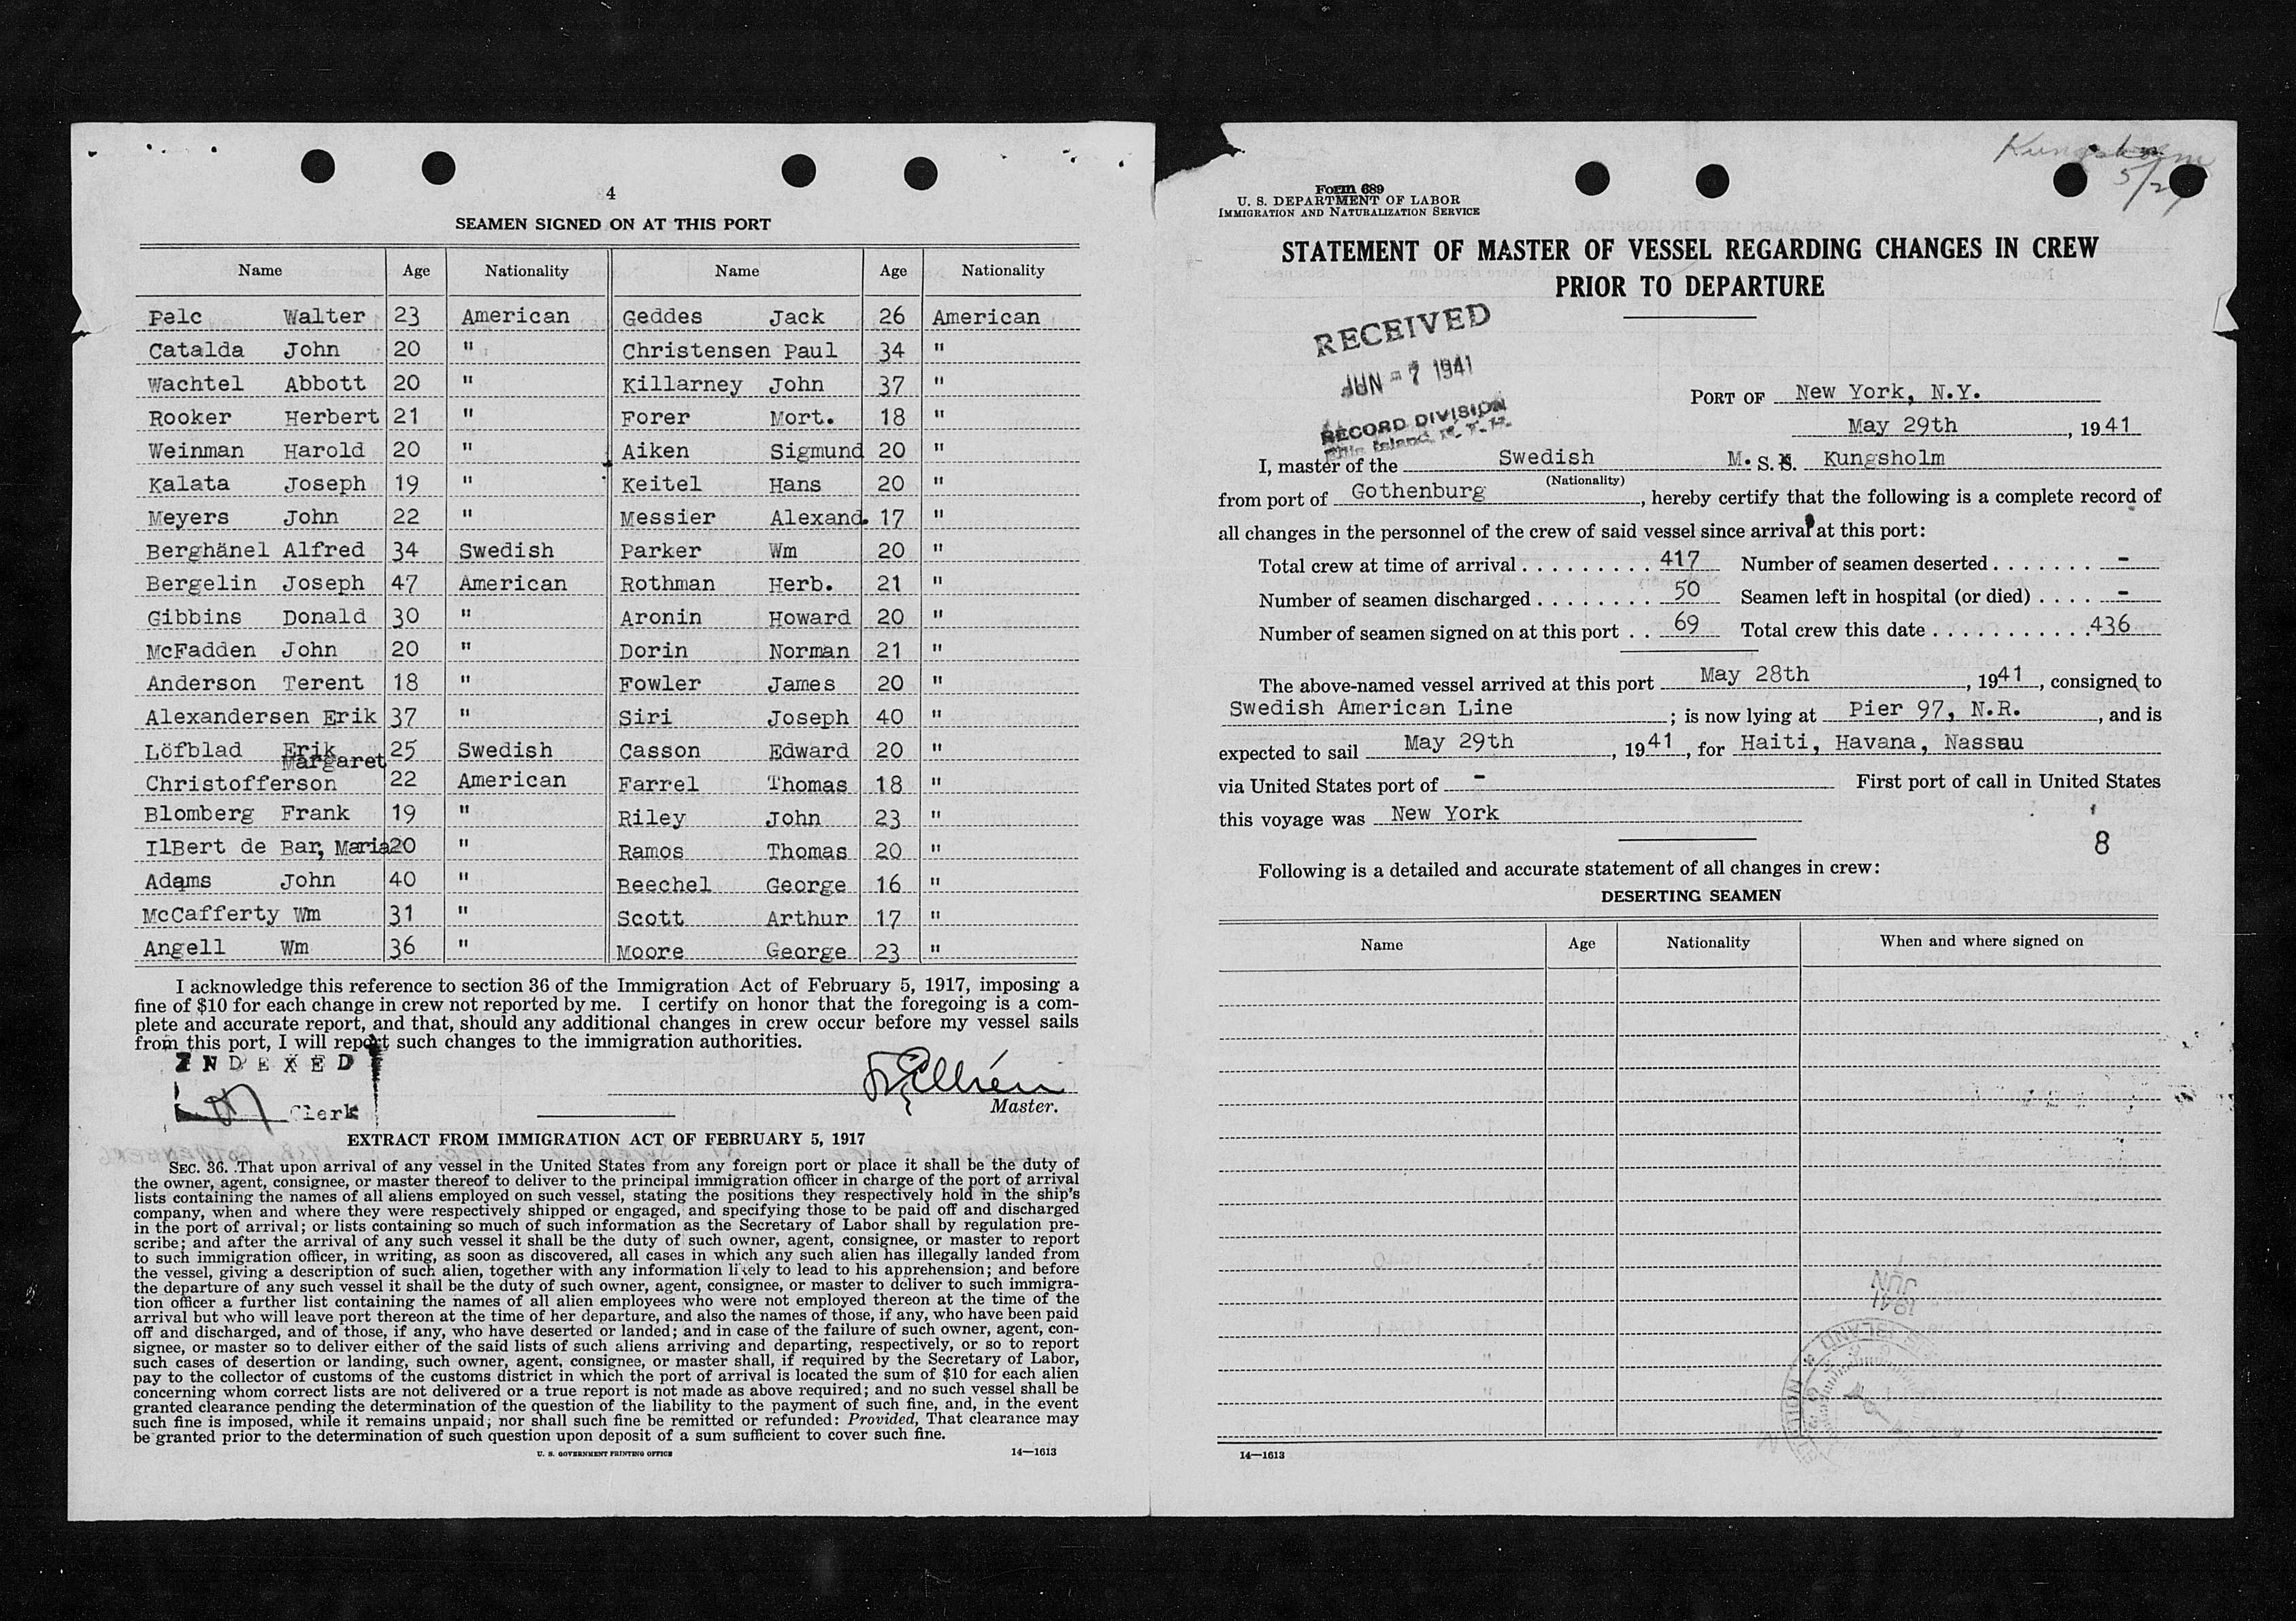 4
SEAMEN SIGNED ON AT THIS PORT
Name Age Nationality Name Age Nationality
Pelc Walter 23 American Geddes Jack 26 American
Catalda John 20 " Christensen Paul 34 "
Wachtel Abbott 20 " Killarney John 37 "
Rooker Herbert 21 " Forer Mort. 18 "
Weinman Harold 20 " Aiken Sigmund 20 "
Kalata Joseph 19 " Keitel Hans 20 "
Meyers John 22 " Messier Alexand. 17 "
Berghänel Alfred 34 Swedish Parker Wm 20 "
Bergelin Joseph 47 American Rothman Herb. 21 "
Gibbins Donald 30 " Aronin Howard 20 "
McFadden John 20 " Dorin Norman 21 "
Anderson Terent 18 " Fowler James 20 "
Alexandersen Erik 37 " Siri Joseph 40 "
Löfblad Erik 25 Swedish Casson Edward 20 "
Christofferson Margaret 22 American Farrel Thomas 18 "
Blomberg Frank 19 " Riley John 23 "
IlBert de Bar, Maria 20 " Ramos Thomas 20 "
Adams John 40 " Beechel George 16 "
McCafferty Wm 31 " Scott Arthur 17 "
Angell Wm 36 " Moore George 23 "
I acknowledge this reference to section 36 of the Immigration Act of February 5, 1917, imposing a
fine of $10 for each change in crew not reported by me. I certify on honor that the foregoing is a com-
plete and accurate report, and that, should any additional changes in crew occur before my vessel sails
from this port, I will report such changes to the immigration authorities.
INDEXED
Clerk
Master.
EXTRACT FROM IMMIGRATION ACT OF FEBRUARY 5, 1917
SEC. 36. That upon arrival of any vessel in the United States from any foreign port or place it shall be the duty of
the owner, agent, consignee, or master thereof to deliver to the principal immigration officer in charge of the port of arrival
lists containing the names of all aliens employed on such vessel, stating the positions they respectively hold in the ship's
company, when and where they were respectively shipped or engaged, and specifying those to be paid off and discharged
in the port of arrival; or lists containing so much of such information as the Secretary of Labor shall by regulation pre-
scribe; and after the arrival of any such vessel it shall be the duty of such owner, agent, consignee, or master to report
to such immigration officer, in writing, as soon as discovered, all cases in which any such alien has illegally landed from
the vessel, giving a description of such alien, together with any information likely to lead to his apprehension; and before
the departure of any such vessel it shall be the duty of such owner, agent, consignee, or master to deliver to such immigra-
tion officer a further list containing the names of all alien employees who were not employed thereon at the time of the
arrival but who will leave port thereon at the time of her departure, and also the names of those, if any, who have been paid
off and discharged, and of those, if any, who have deserted or landed; and in case of the failure of such owner, agent, con-
signee, or master so to deliver either of the said lists of such aliens arriving and departing, respectively, or so to report
such cases of desertion or landing, such owner, agent, consignee, or master shall, if required by the Secretary of Labor,
pay to the collector of customs of the customs district in which the port of arrival is located the sum of $10 for each alien
concerning whom correct lists are not delivered or a true report is not made as above required; and no such vessel shall be
granted clearance pending the determination of the question of the liability to the payment of such fine, and, in the event
such fine is imposed, while it remains unpaid; nor shall such fine be remitted or refunded: Provided, That clearance may
be granted prior to the determination of such question upon deposit of a sum sufficient to cover such fine.
U. S. GOVERNMENT PRINTING OFFICE 14—1613
Kungsholm
Form 689
U. S. DEPARTMENT OF LABOR
IMMIGRATION AND NATURALIZATION SERVICE
STATEMENT OF MASTER OF VESSEL REGARDING CHANGES IN CREW
PRIOR TO DEPARTURE
RECEIVED
JUN - 7 1941
RECORD DIVISION
Ellis Island, N. Y. H.
PORT OF New York, N.Y.
May 29th, 1941
I, master of the Swedish M. S. S. Kungsholm
(Nationality)
from port of Gothenburg, hereby certify that the following is a complete record of
all changes in the personnel of the crew of said vessel since arrival at this port:
Total crew at time of arrival . . . . . . . . . 417 Number of seamen deserted . . . . . . . -
Number of seamen discharged . . . . . . . . 50 Seamen left in hospital (or died) . . . . -
Number of seamen signed on at this port . . 69 Total crew this date . . . . . . . . . . . 436
The above-named vessel arrived at this port May 28th, 1941, consigned to
Swedish American Line; is now lying at Pier 97, N.R., and is
expected to sail May 29th, 1941, for Haiti, Havana, Nassau
via United States port of - First port of call in United States
this voyage was New York
8
Following is a detailed and accurate statement of all changes in crew:
DESERTING SEAMEN
Name Age Nationality When and where signed on
JUN
1941
14—1613